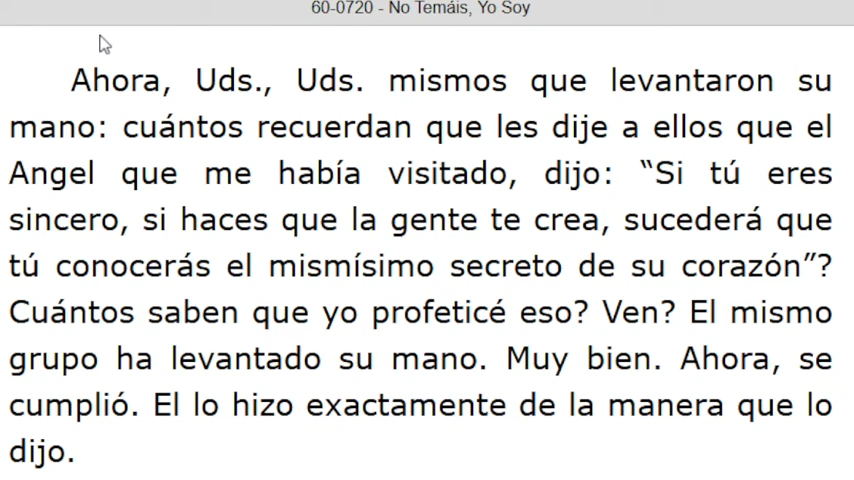 60-0720 - No Temáis, Yo Soy
Ahora, Uds., Uds. mismos que levantaron su
mano: cuántos recuerdan que les dije a ellos que el
Angel que me había visitado, dijo: “Si tú eres
sincero, si haces que la gente te crea, sucederá que
tú conocerás el mismísimo secreto de su corazón”?
Cuántos saben que yo profeticé eso? Ven? El mismo
grupo ha levantado su mano. Muy bien. Ahora, se
cumplió. El lo hizo exactamente de la manera que lo
dijo.